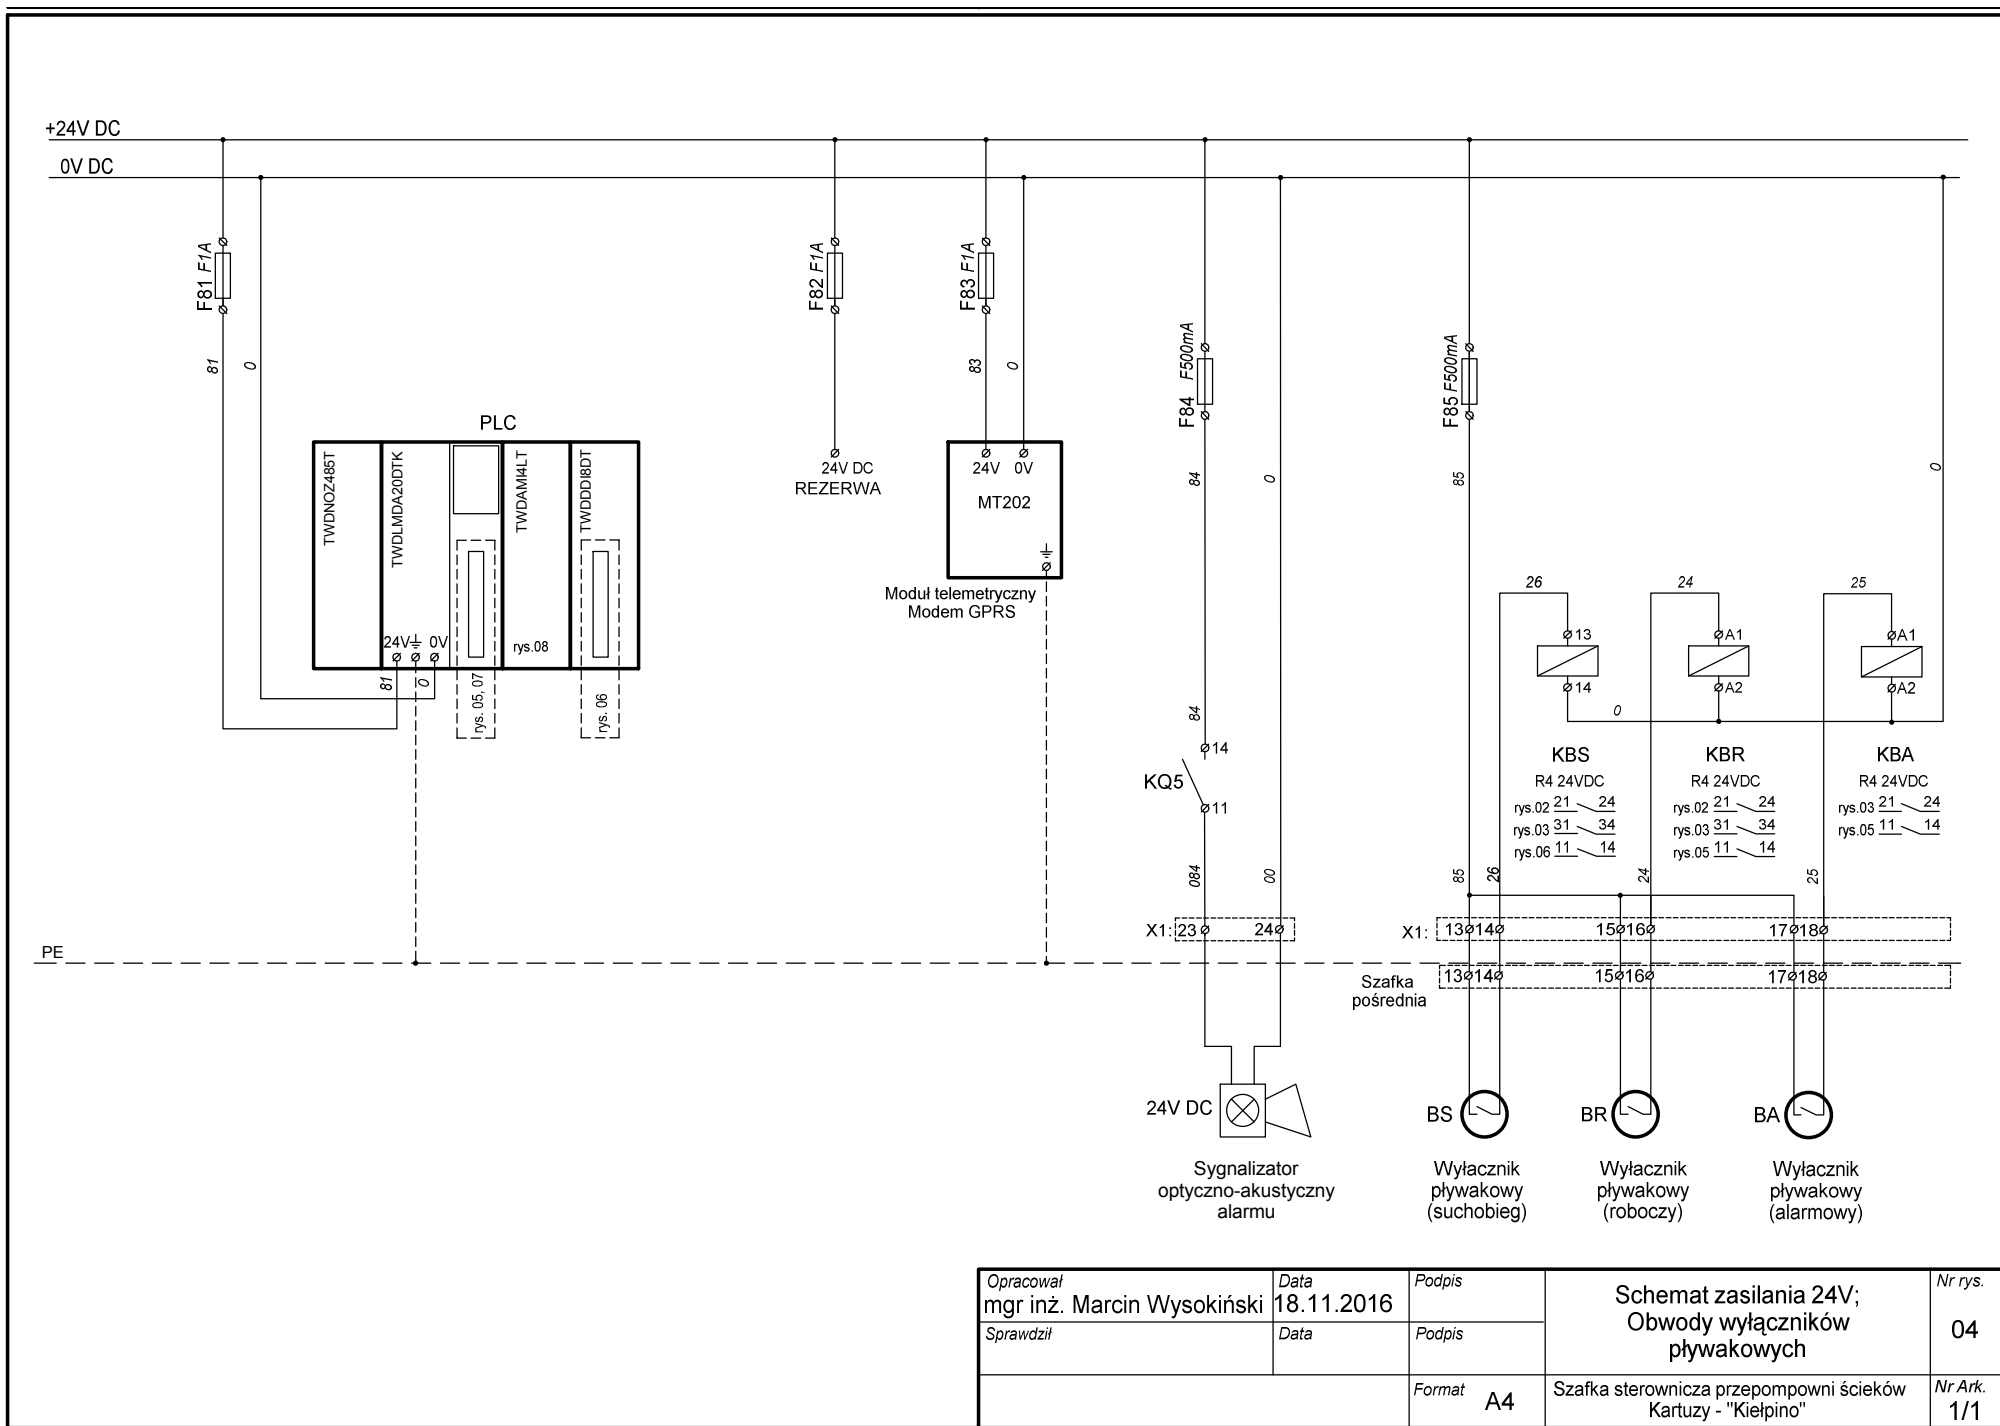 +24V DC
0V DC
F81 F1A
F82 F1A
F83 F1A
F84 F500mA
F85 F500mA
81
0
83
0
84
0
85
0
PLC
TWDNOZ485T
TWDLMDA20DTK
TWDAMI4LT
TWDDDI8DT
24V 0V
rys.08
81
0
rys. 05, 07
rys. 06
24V DC
REZERWA
24V 0V
MT202
Moduł telemetryczny
Modem GPRS
26
24
25
13
A1
A1
14
A2
A2
0
84
14
KQ5
11
084
00
KBS
R4 24VDC
rys.02 21 24
rys.03 31 34
rys.06 11 14
KBR
R4 24VDC
rys.02 21 24
rys.03 31 34
rys.05 11 14
KBA
R4 24VDC
rys.03 21 24
rys.05 11 14
85
26
24
25
X1: 23 24
X1: 13 14 15 16 17 18
PE
Szafka
pośrednia
13 14 15 16 17 18
24V DC
BS
BR
BA
Sygnalizator
optyczno-akustyczny
alarmu
Wyłacznik
pływakowy
(suchobieg)
Wyłacznik
pływakowy
(roboczy)
Wyłacznik
pływakowy
(alarmowy)
Opracował
mgr inż. Marcin Wysokiński
Data
18.11.2016
Podpis
Schemat zasilania 24V;
Obwody wyłączników
pływakowych
Nr rys.
04
Sprawdził
Data
Podpis
Format A4
Szafka sterownicza przepompowni ścieków
Kartuzy - "Kiełpino"
Nr Ark.
1/1